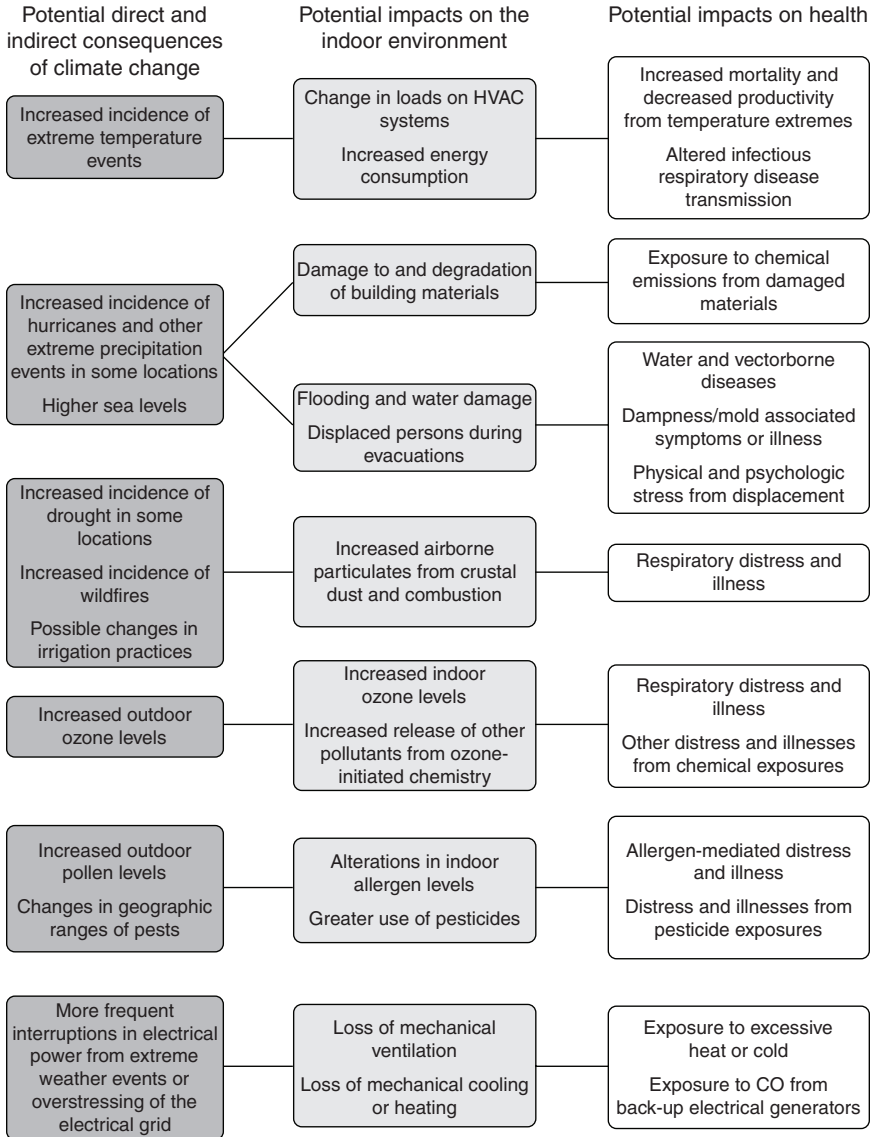 Potential direct and
indirect consequences
of climate change
Potential impacts on the
indoor environment
Potential impacts on health
Increased incidence of
extreme temperature
events
Change in loads on HVAC
systems
Increased energy
consumption
Increased mortality and
decreased productivity
from temperature extremes
Altered infectious
respiratory disease
transmission
Increased incidence of
hurricanes and other
extreme precipitation
events in some locations
Higher sea levels
Damage to and degradation
of building materials
Exposure to chemical
emissions from damaged
materials
Flooding and water damage
Displaced persons during
evacuations
Water and vectorborne
diseases
Dampness/mold associated
symptoms or illness
Physical and psychologic
stress from displacement
Increased incidence of
drought in some
locations
Increased incidence of
wildfires
Possible changes in
irrigation practices
Increased airborne
particulates from crustal
dust and combustion
Respiratory distress and
illness
Increased outdoor
ozone levels
Increased indoor
ozone levels
Increased release of other
pollutants from ozone-
initiated chemistry
Respiratory distress and
illness
Other distress and illnesses
from chemical exposures
Increased outdoor
pollen levels
Changes in geographic
ranges of pests
Alterations in indoor
allergen levels
Greater use of pesticides
Allergen-mediated distress
and illness
Distress and illnesses from
pesticide exposures
More frequent
interruptions in electrical
power from extreme
weather events or
overstressing of the
electrical grid
Loss of mechanical
ventilation
Loss of mechanical cooling
or heating
Exposure to excessive
heat or cold
Exposure to CO from
back-up electrical generators